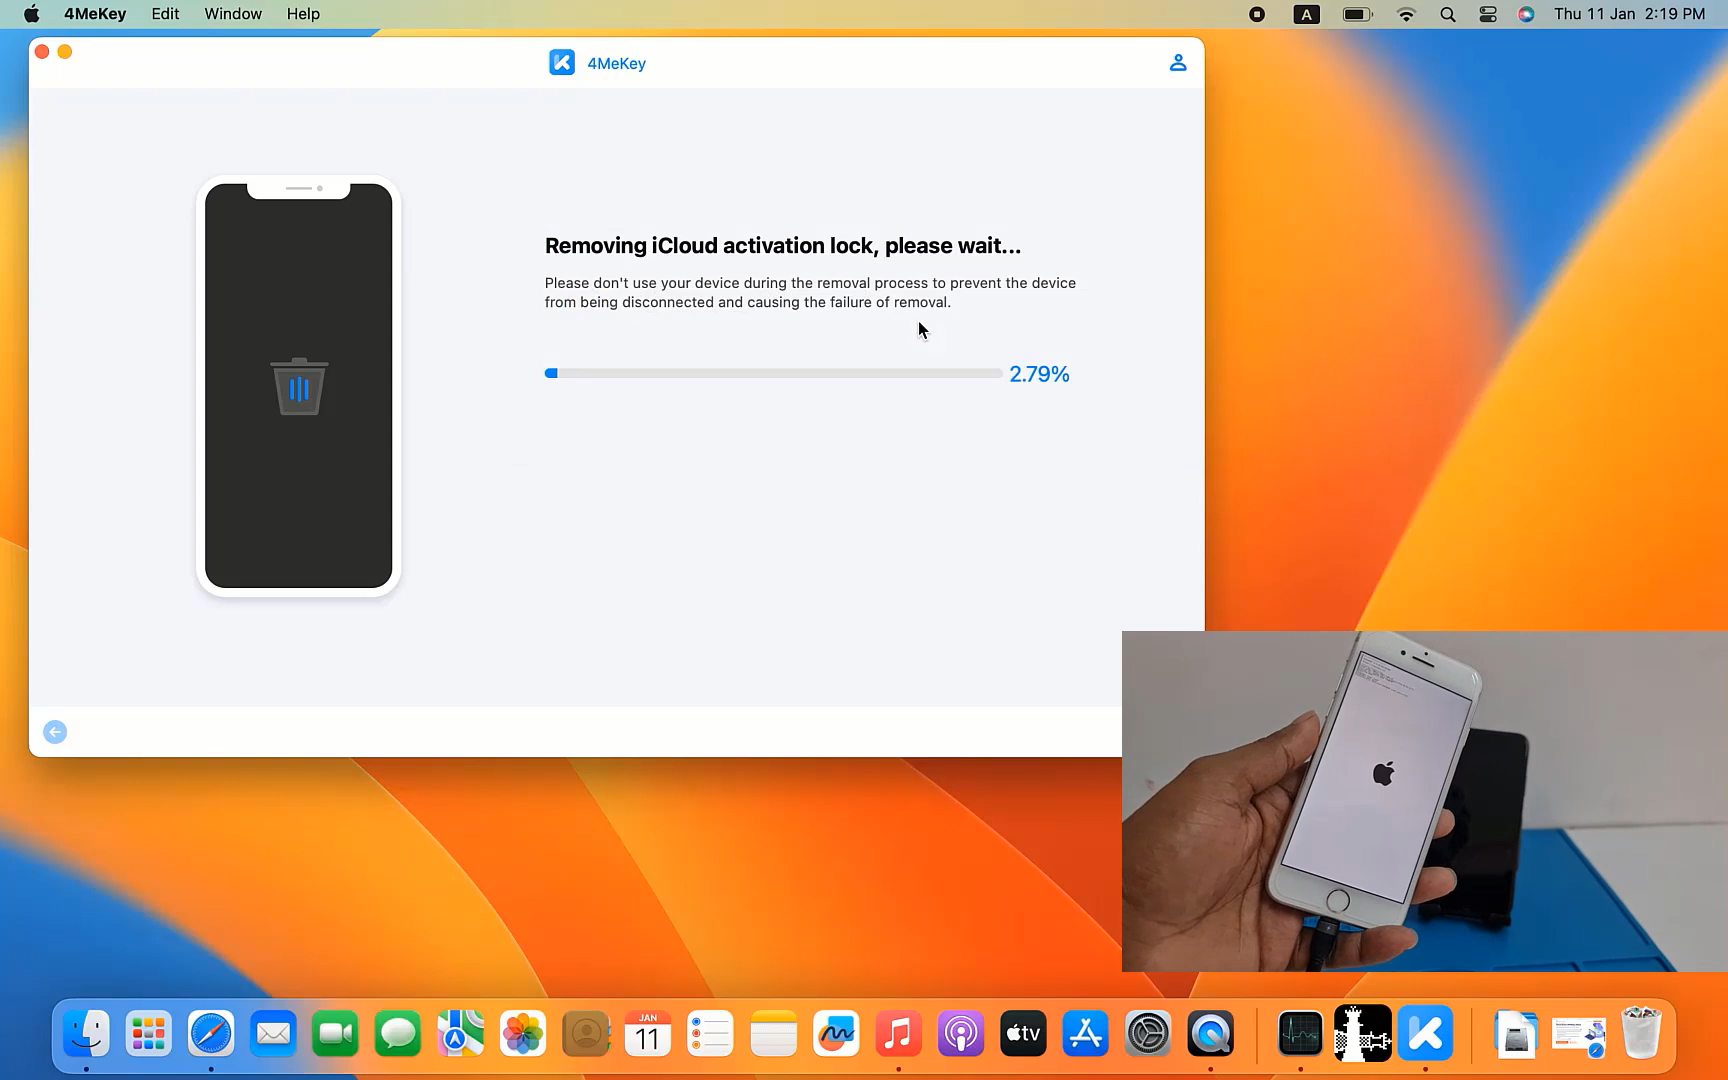 4MeKey Edit Window Help A Thu 11 Jan 2:19 PM
4MeKey
Removing iCloud activation lock, please wait...
Please don't use your device during the removal process to prevent the device
from being disconnected and causing the failure of removal.
2.79%
JAN
11
tv